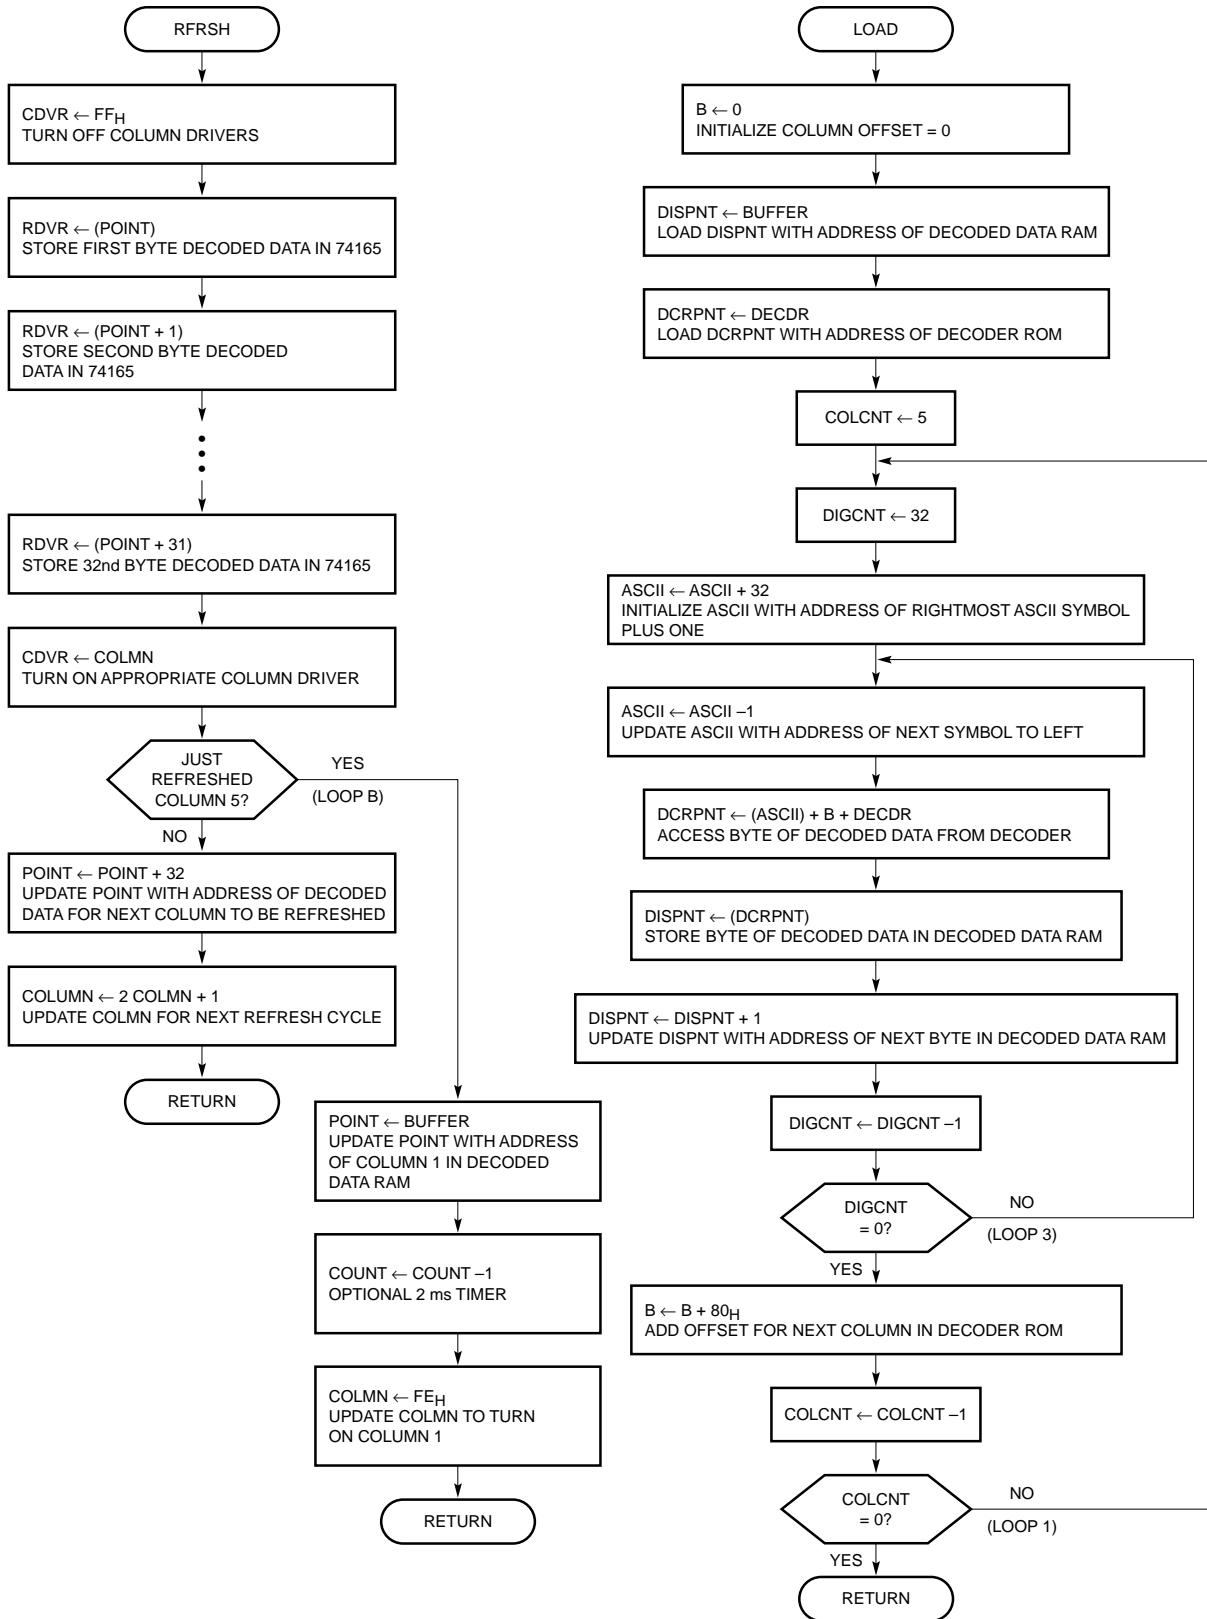 RFRSH
CDVR ← FFH
TURN OFF COLUMN DRIVERS
RDVR ← (POINT)
STORE FIRST BYTE DECODED DATA IN 74165
RDVR ← (POINT + 1)
STORE SECOND BYTE DECODED
DATA IN 74165
RDVR ← (POINT + 31)
STORE 32nd BYTE DECODED DATA IN 74165
CDVR ← COLMN
TURN ON APPROPRIATE COLUMN DRIVER
JUST
REFRESHED
COLUMN 5?
YES
(LOOP B)
NO
POINT ← POINT + 32
UPDATE POINT WITH ADDRESS OF DECODED
DATA FOR NEXT COLUMN TO BE REFRESHED
COLUMN ← 2 COLMN + 1
UPDATE COLMN FOR NEXT REFRESH CYCLE
RETURN
POINT ← BUFFER
UPDATE POINT WITH ADDRESS
OF COLUMN 1 IN DECODED
DATA RAM
COUNT ← COUNT –1
OPTIONAL 2 ms TIMER
COLMN ← FEH
UPDATE COLMN TO TURN
ON COLUMN 1
RETURN
LOAD
B ← 0
INITIALIZE COLUMN OFFSET = 0
DISPNT ← BUFFER
LOAD DISPNT WITH ADDRESS OF DECODED DATA RAM
DCRPNT ← DECDR
LOAD DCRPNT WITH ADDRESS OF DECODER ROM
COLCNT ← 5
DIGCNT ← 32
ASCII ← ASCII + 32
INITIALIZE ASCII WITH ADDRESS OF RIGHTMOST ASCII SYMBOL
PLUS ONE
ASCII ← ASCII –1
UPDATE ASCII WITH ADDRESS OF NEXT SYMBOL TO LEFT
DCRPNT ← (ASCII) + B + DECDR
ACCESS BYTE OF DECODED DATA FROM DECODER
DISPNT ← (DCRPNT)
STORE BYTE OF DECODED DATA IN DECODED DATA RAM
DISPNT ← DISPNT + 1
UPDATE DISPNT WITH ADDRESS OF NEXT BYTE IN DECODED DATA RAM
DIGCNT ← DIGCNT –1
DIGCNT
= 0?
NO
(LOOP 3)
YES
B ← B + 80H
ADD OFFSET FOR NEXT COLUMN IN DECODER ROM
COLCNT ← COLCNT –1
COLCNT
= 0?
NO
(LOOP 1)
YES
RETURN